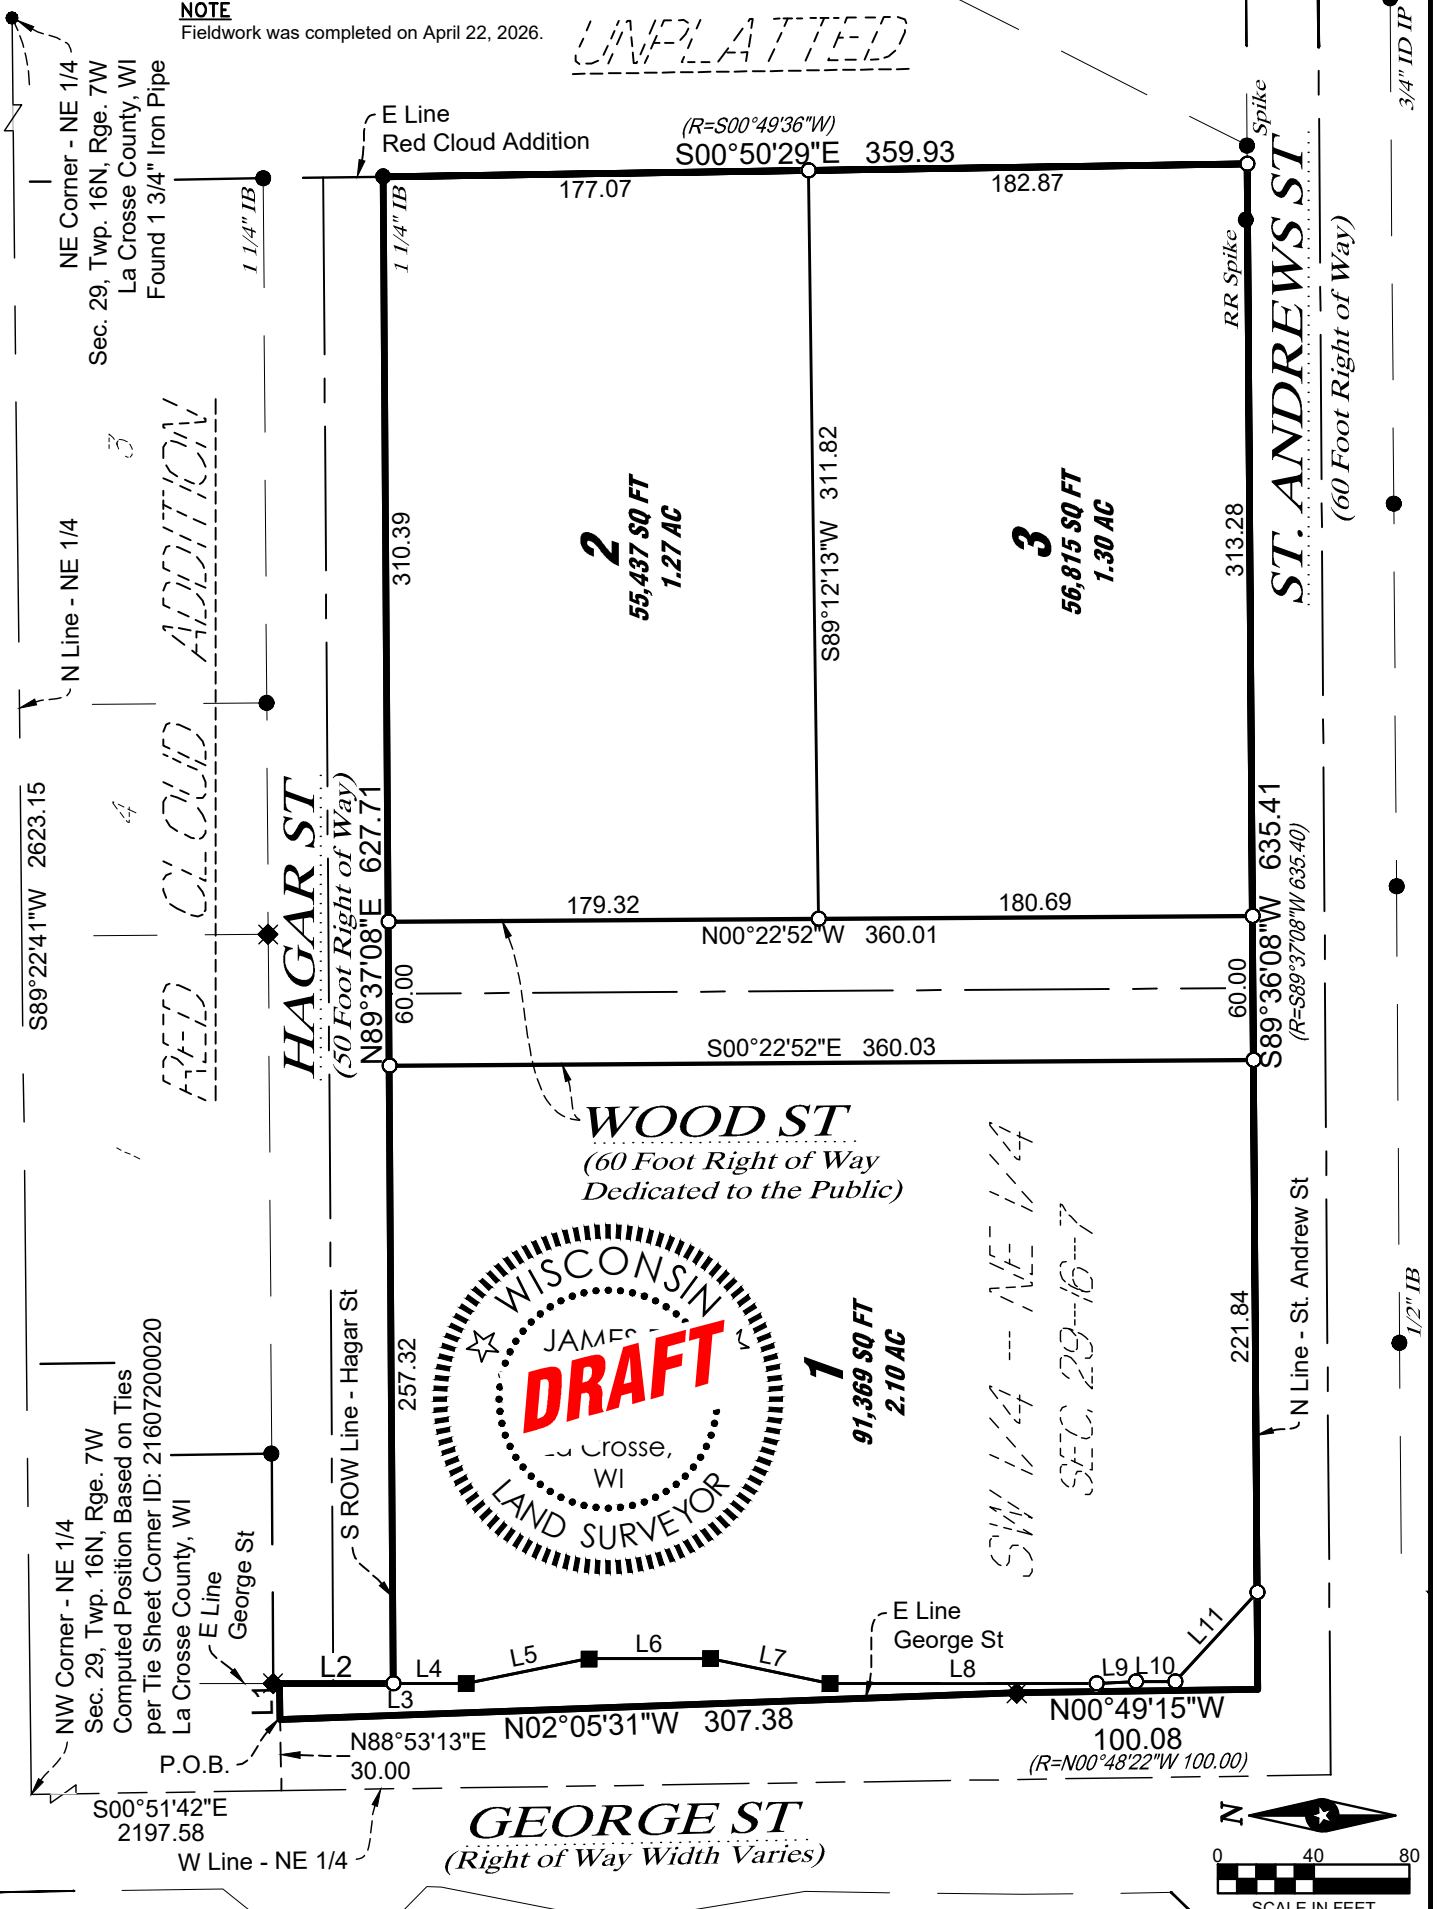 NOTE
Fieldwork was completed on April 22, 2026.
UNPLATTED
NE Corner - NE 1/4
Sec. 29, Twp. 16N, Rge. 7W
La Crosse County, WI
Found 1 3/4" Iron Pipe
E Line
Red Cloud Addition
(R=S00°49'36"W)
S00°50'29"E 359.93
177.07
182.87
1 1/4" IB
1 1/4" IB
Spike
RR Spike
3/4" ID IP
ST. ANDREWS ST
(60 Foot Right of Way)
3
RED CLOUD ADDITION
4
N Line - NE 1/4
S89°22'41"W 2623.15
310.39
2
55,437 SQ FT
1.27 AC
S89°12'13"W 311.82
3
56,815 SQ FT
1.30 AC
313.28
HAGAR ST
(50 Foot Right of Way)
N89°37'08"E 627.71
S89°36'08"W 635.41
(R=S89°37'08"W 635.40)
179.32
180.69
N00°22'52"W 360.01
60.00
60.00
S00°22'52"E 360.03
WOOD ST
(60 Foot Right of Way
Dedicated to the Public)
SW 1/4 - NE 1/4
SEC. 29-16-7
WISCONSIN
JAMES
DRAFT
La Crosse,
WI
LAND SURVEYOR
1
91,369 SQ FT
2.10 AC
257.32
221.84
S ROW Line - Hagar St
N Line - St. Andrew St
1/2" IB
NW Corner - NE 1/4
Sec. 29, Twp. 16N, Rge. 7W
Computed Position Based on Ties
per Tie Sheet Corner ID: 21607200020
La Crosse County, WI
E Line
George St
E Line
George St
L1
L2
L3
L4
L5
L6
L7
L8
L9
L10
L11
N02°05'31"W 307.38
N00°49'15"W
100.08
(R=N00°48'22"W 100.00)
P.O.B.
N88°53'13"E
30.00
S00°51'42"E
2197.58
W Line - NE 1/4
GEORGE ST
(Right of Way Width Varies)
N
0 40 80
SCALE IN FEET